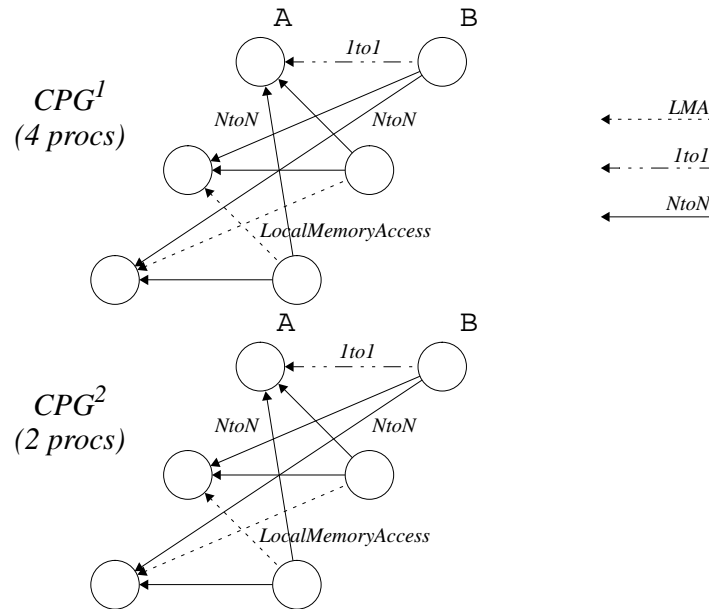 A B
1to1
CPG1
(4 procs)
NtoN NtoN
LocalMemoryAccess
LMA
1to1
NtoN
A B
1to1
CPG2
(2 procs)
NtoN NtoN
LocalMemoryAccess